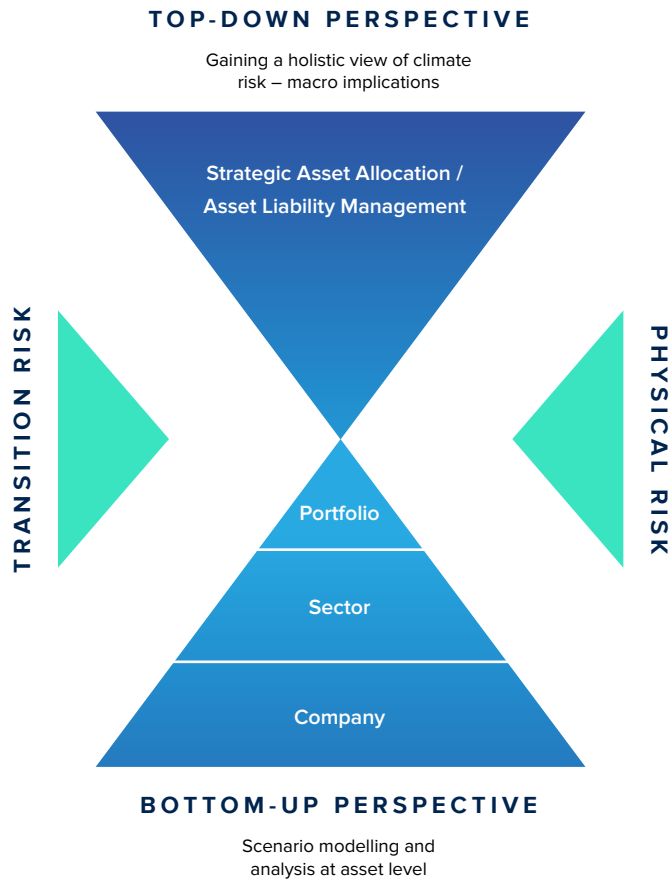 TOP-DOWN PERSPECTIVE
Gaining a holistic view of climate
risk – macro implications
Strategic Asset Allocation /
Asset Liability Management
TRANSITION RISK
PHYSICAL RISK
Portfolio
Sector
Company
BOTTOM-UP PERSPECTIVE
Scenario modelling and
analysis at asset level